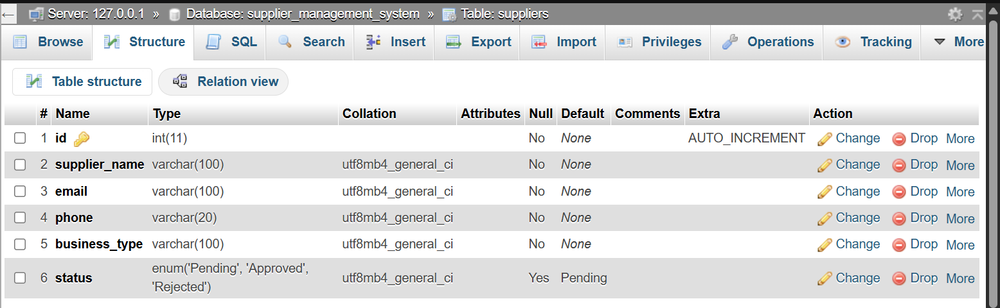 ← Server: 127.0.0.1 » Database: supplier_management_system » Table: suppliers
Browse Structure SQL Search Insert Export Import Privileges Operations Tracking More
Table structure Relation view
# Name Type Collation Attributes Null Default Comments Extra Action
1 id int(11) No None AUTO_INCREMENT Change Drop More
2 supplier_name varchar(100) utf8mb4_general_ci No None Change Drop More
3 email varchar(100) utf8mb4_general_ci No None Change Drop More
4 phone varchar(20) utf8mb4_general_ci No None Change Drop More
5 business_type varchar(100) utf8mb4_general_ci No None Change Drop More
6 status enum('Pending', 'Approved', utf8mb4_general_ci Yes Pending Change Drop More
'Rejected')